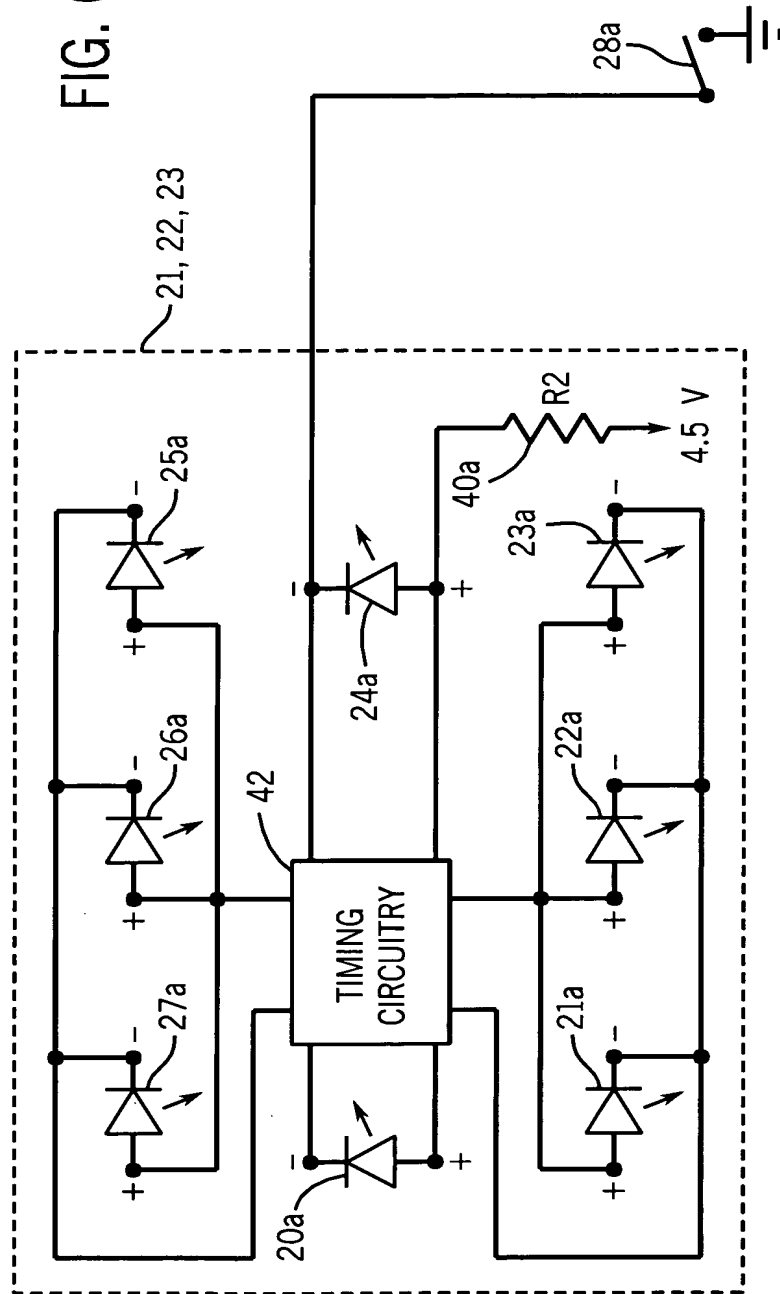 FIG.
21, 22, 23
27a
26a
25a
-
-
-
+
+
+
42
TIMING
CIRCUITRY
20a
-
+
24a
-
+
28a
40a
R2
4.5 V
21a
22a
23a
-
-
-
+
+
+